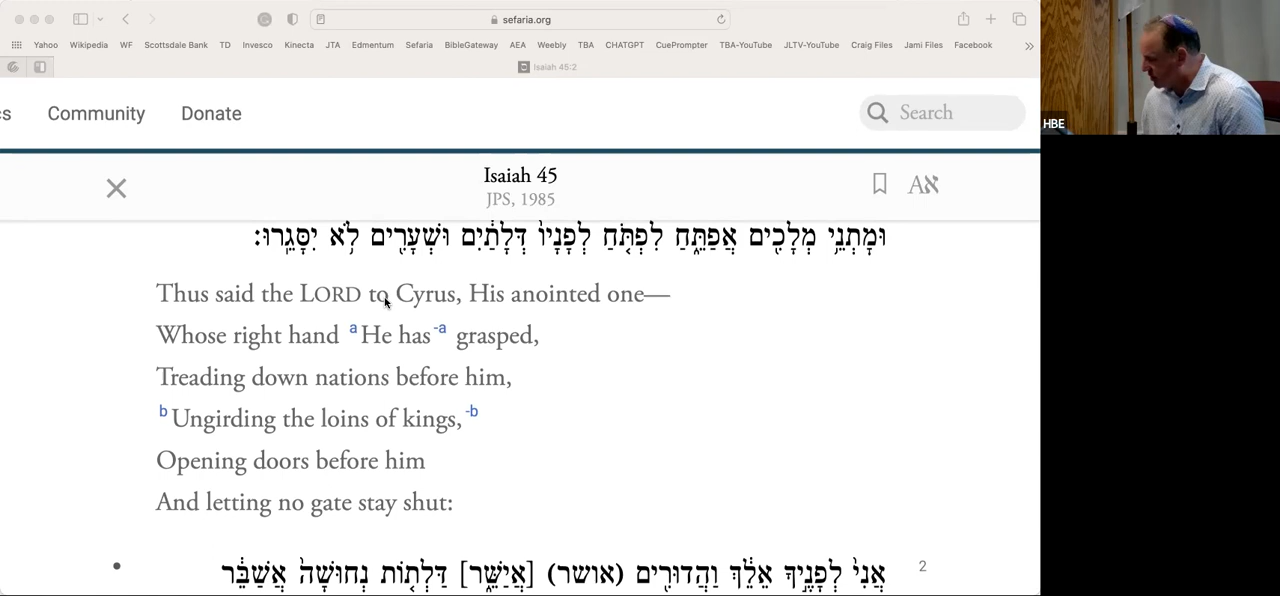 sefaria.org
Yahoo Wikipedia WF Scottsdale Bank TD Invesco Kinecta JTA Edmentum Sefaria BibleGateway AEA Weebly TBA CHATGPT CuePrompter TBA-YouTube JLTV-YouTube Craig Files Jami Files Facebook
Isaiah 45:2
cs Community Donate Search
HBE
Isaiah 45
JPS, 1985
Aא
וּמׇתְנֵ֥י מְלָכִ֖ים אֲפַתֵּ֑חַ לִפְתֹּ֤חַ לְפָנָיו֙ דְּלָתַ֔יִם וּשְׁעָרִ֖ים לֹ֥א יִסָּגֵֽרוּ׃
Thus said the LORD to Cyrus, His anointed one—
Whose right hand a He has -a grasped,
Treading down nations before him,
b Ungirding the loins of kings, -b
Opening doors before him
And letting no gate stay shut:
אֲנִי֙ לְפָנֶ֣יךָ אֵלֵ֔ךְ וַהֲדוּרִ֖ים (אושר) [אֲיַשֵּׁ֑ר] דַּלְת֤וֹת נְחוּשָׁה֙ אֲשַׁבֵּ֔ר 2